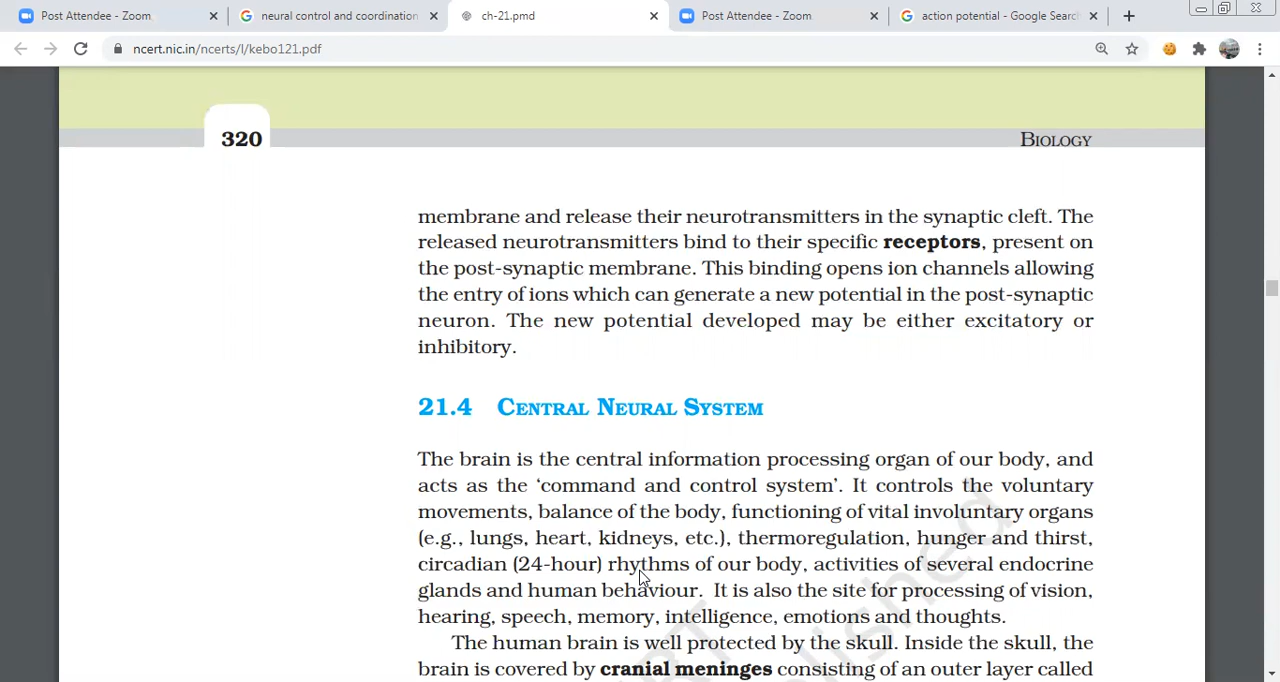 Post Attendee - Zoom
neural control and coordination
ch-21.pmd
Post Attendee - Zoom
action potential - Google Search
ncert.nic.in/ncerts/l/kebo121.pdf
320
BIOLOGY
membrane and release their neurotransmitters in the synaptic cleft. The
released neurotransmitters bind to their specific receptors, present on
the post-synaptic membrane. This binding opens ion channels allowing
the entry of ions which can generate a new potential in the post-synaptic
neuron. The new potential developed may be either excitatory or
inhibitory.
21.4 CENTRAL NEURAL SYSTEM
The brain is the central information processing organ of our body, and
acts as the ‘command and control system’. It controls the voluntary
movements, balance of the body, functioning of vital involuntary organs
(e.g., lungs, heart, kidneys, etc.), thermoregulation, hunger and thirst,
circadian (24-hour) rhythms of our body, activities of several endocrine
glands and human behaviour. It is also the site for processing of vision,
hearing, speech, memory, intelligence, emotions and thoughts.
The human brain is well protected by the skull. Inside the skull, the
brain is covered by cranial meninges consisting of an outer layer called